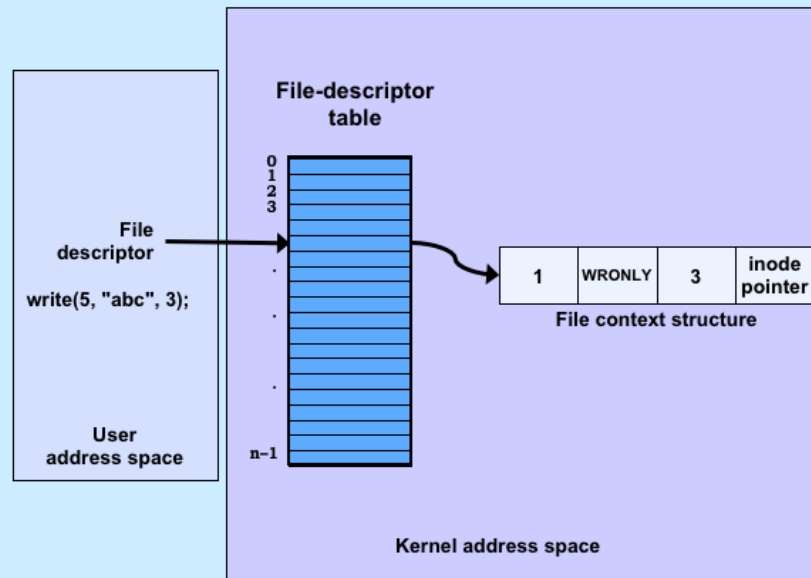 File-descriptor
table
0
1
2
3
.
.
.
n-1
File
descriptor
write(5, "abc", 3);
User
address space
1
WRONLY
3
inode
pointer
File context structure
Kernel address space